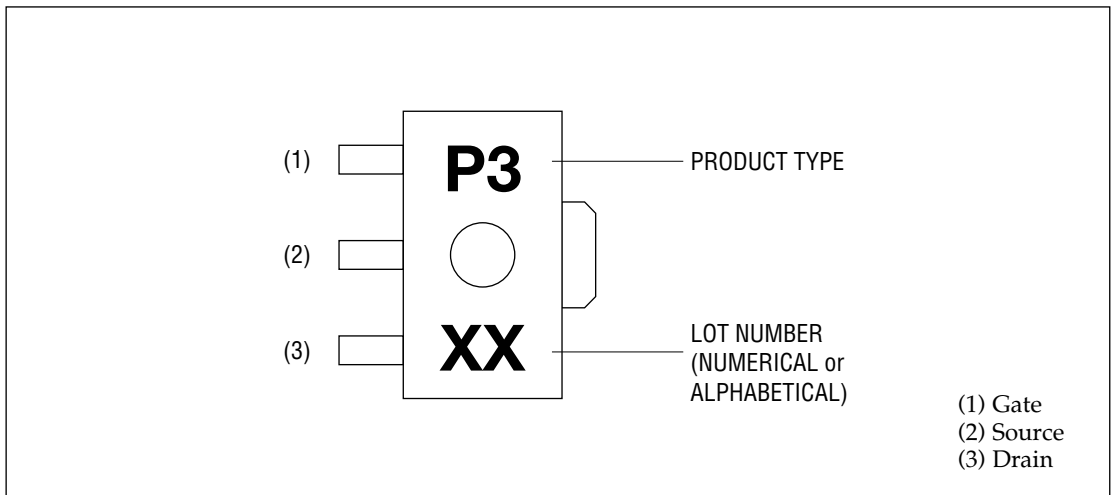 (1)
P3
PRODUCT TYPE
(2)
(3)
XX
LOT NUMBER
(NUMERICAL or
ALPHABETICAL)
(1) Gate
(2) Source
(3) Drain